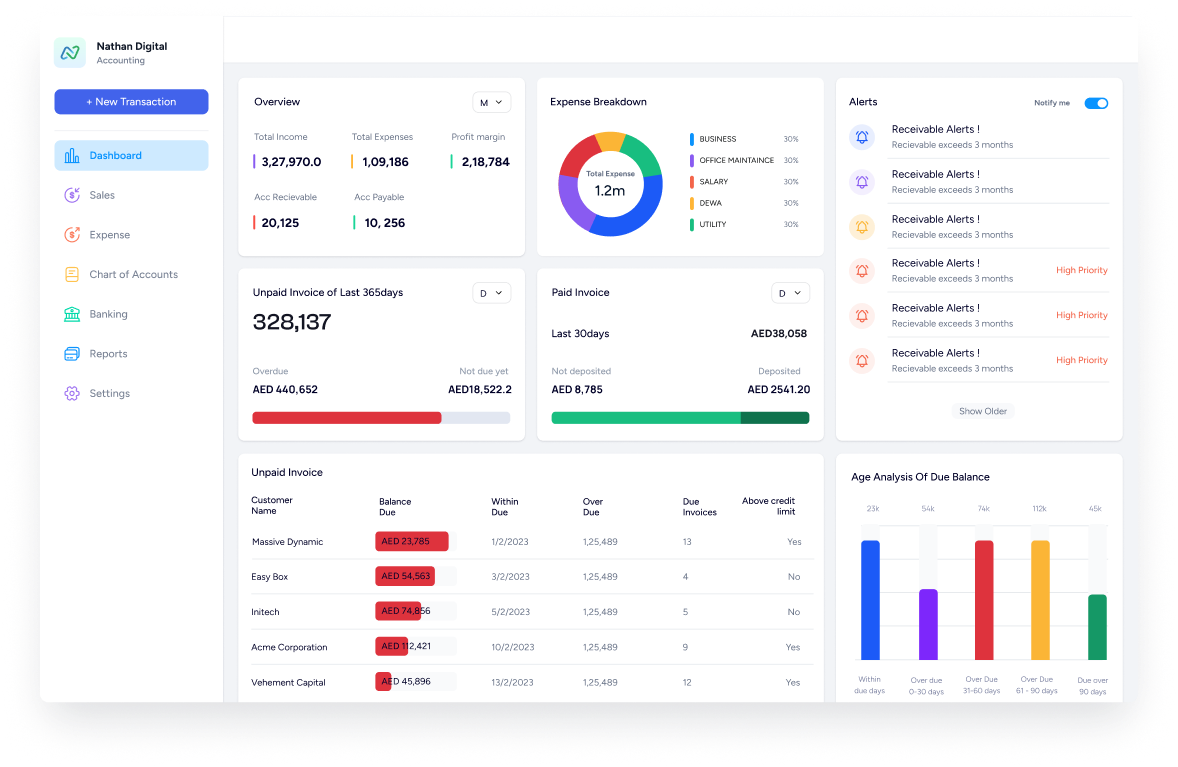 Nathan Digital
Accounting
+ New Transaction
Dashboard
Sales
Expense
Chart of Accounts
Banking
Reports
Settings
Overview
M
Total Income
Total Expenses
Profit margin
3,27,970.0
1,09,186
2,18,784
Acc Recievable
Acc Payable
20,125
10, 256
Expense Breakdown
Total Expense
1.2m
BUSINESS 30%
OFFICE MAINTAINCE 30%
SALARY 30%
DEWA 30%
UTILITY 30%
Alerts
Notify me
Receivable Alerts !
Recievable exceeds 3 months
Receivable Alerts !
Recievable exceeds 3 months
Receivable Alerts !
Recievable exceeds 3 months
Receivable Alerts !
Recievable exceeds 3 months
High Priority
Receivable Alerts !
Recievable exceeds 3 months
High Priority
Receivable Alerts !
Recievable exceeds 3 months
High Priority
Show Older
Unpaid Invoice of Last 365days
D
328,137
Overdue
Not due yet
AED 440,652
AED18,522.2
Paid Invoice
D
Last 30days
AED38,058
Not deposited
Deposited
AED 8,785
AED 2541.20
Unpaid Invoice
Customer
Name
Balance
Due
Within
Due
Over
Due
Due
Invoices
Above credit
limit
Massive Dynamic AED 23,785 1/2/2023 1,25,489 13 Yes
Easy Box AED 54,563 3/2/2023 1,25,489 4 No
Initech AED 74,856 5/2/2023 1,25,489 5 No
Acme Corporation AED 112,421 10/2/2023 1,25,489 9 Yes
Vehement Capital AED 45,896 13/2/2023 1,25,489 12 Yes
Age Analysis Of Due Balance
23k 54k 74k 112k 45k
Within
due days
Over due
0-30 days
Over Due
31-60 days
Over Due
61 - 90 days
Due over
90 days